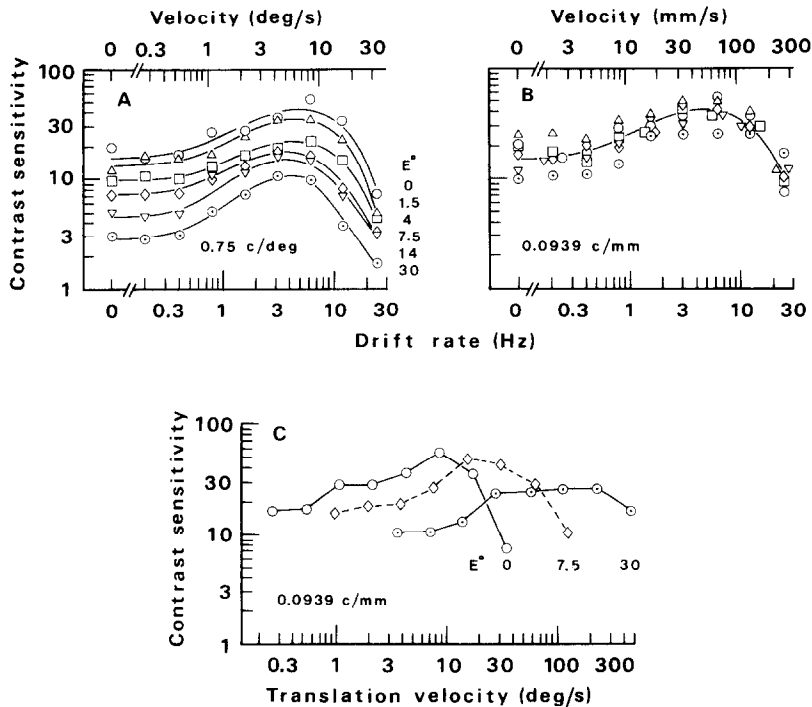 Velocity (deg/s)
0 0.3 1 3 10 30
Velocity (mm/s)
0 3 10 30 100 300
Contrast sensitivity
100
30
10
3
1
A
E°
0
1.5
4
7.5
14
30
0.75 c/deg
B
0.0939 c/mm
0 0.3 1 3 10 30
0 0.3 1 3 10 30
Drift rate (Hz)
Contrast sensitivity
100
30
10
3
1
C
E° 0 7.5 30
0.0939 c/mm
0.3 1 3 10 30 100 300
Translation velocity (deg/s)